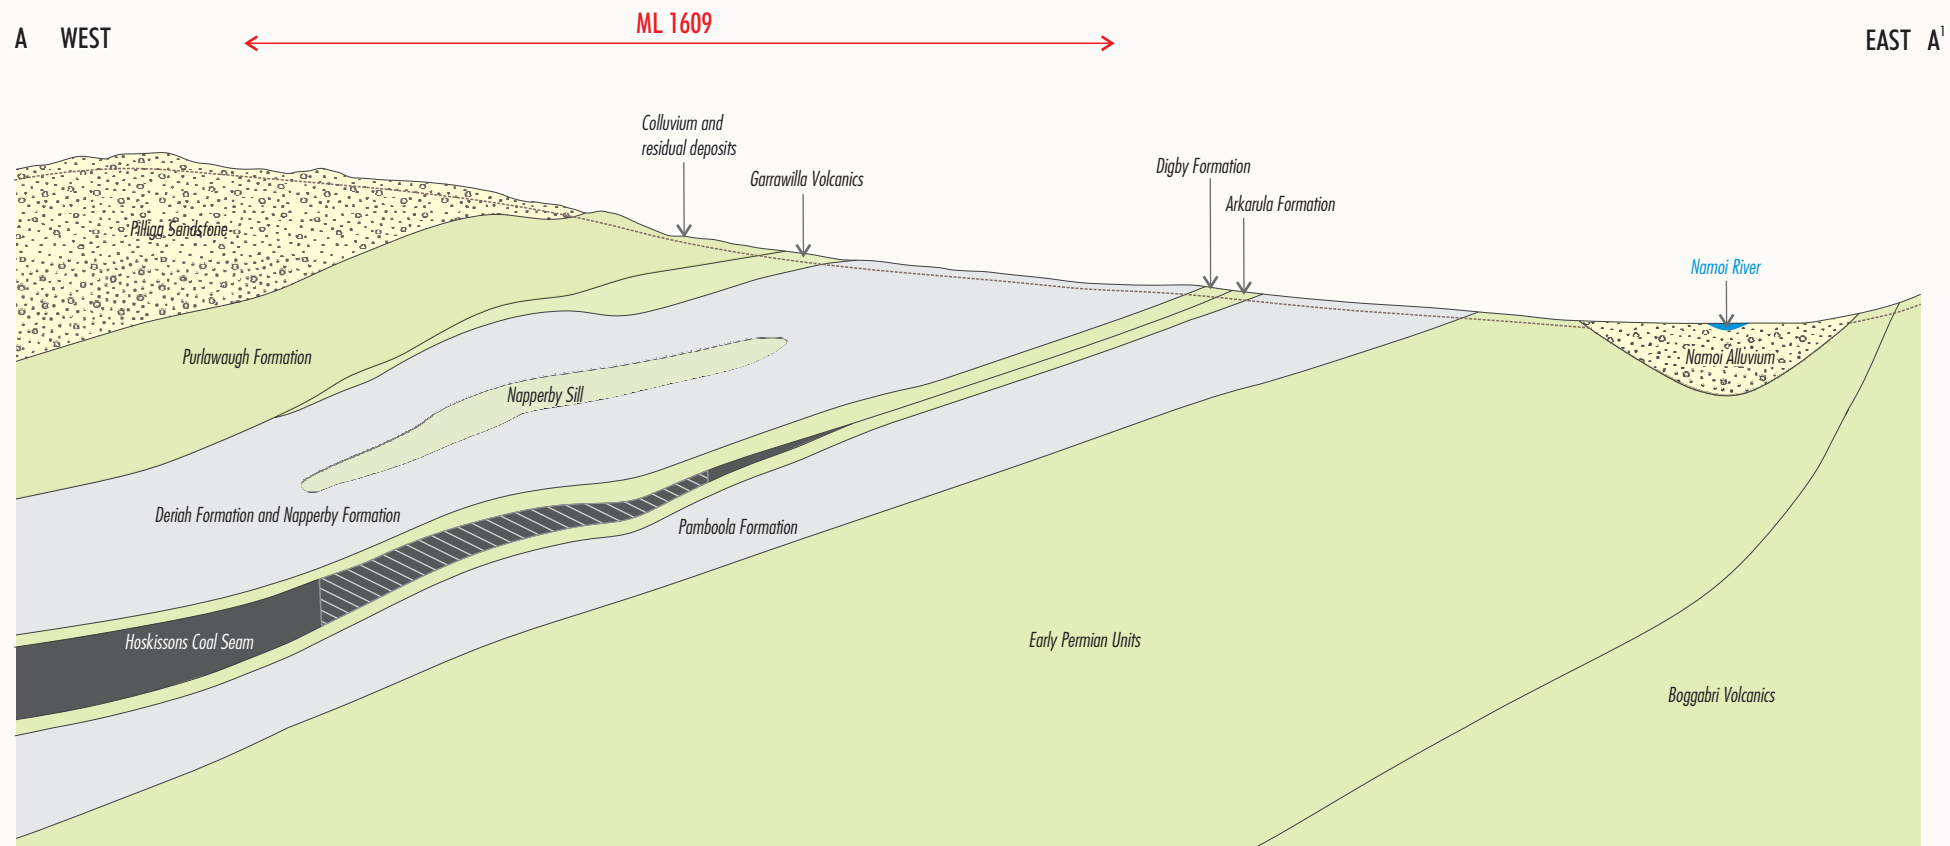 A WEST
ML 1609
EAST A1
Colluvium and
residual deposits
Garrawilla Volcanics
Digby Formation
Arkarula Formation
Pilliga Sandstone
Namoi River
Purlawaugh Formation
Namoi Alluvium
Napperby Sill
Deriah Formation and Napperby Formation
Pamboola Formation
Hoskissons Coal Seam
Early Permian Units
Boggabri Volcanics